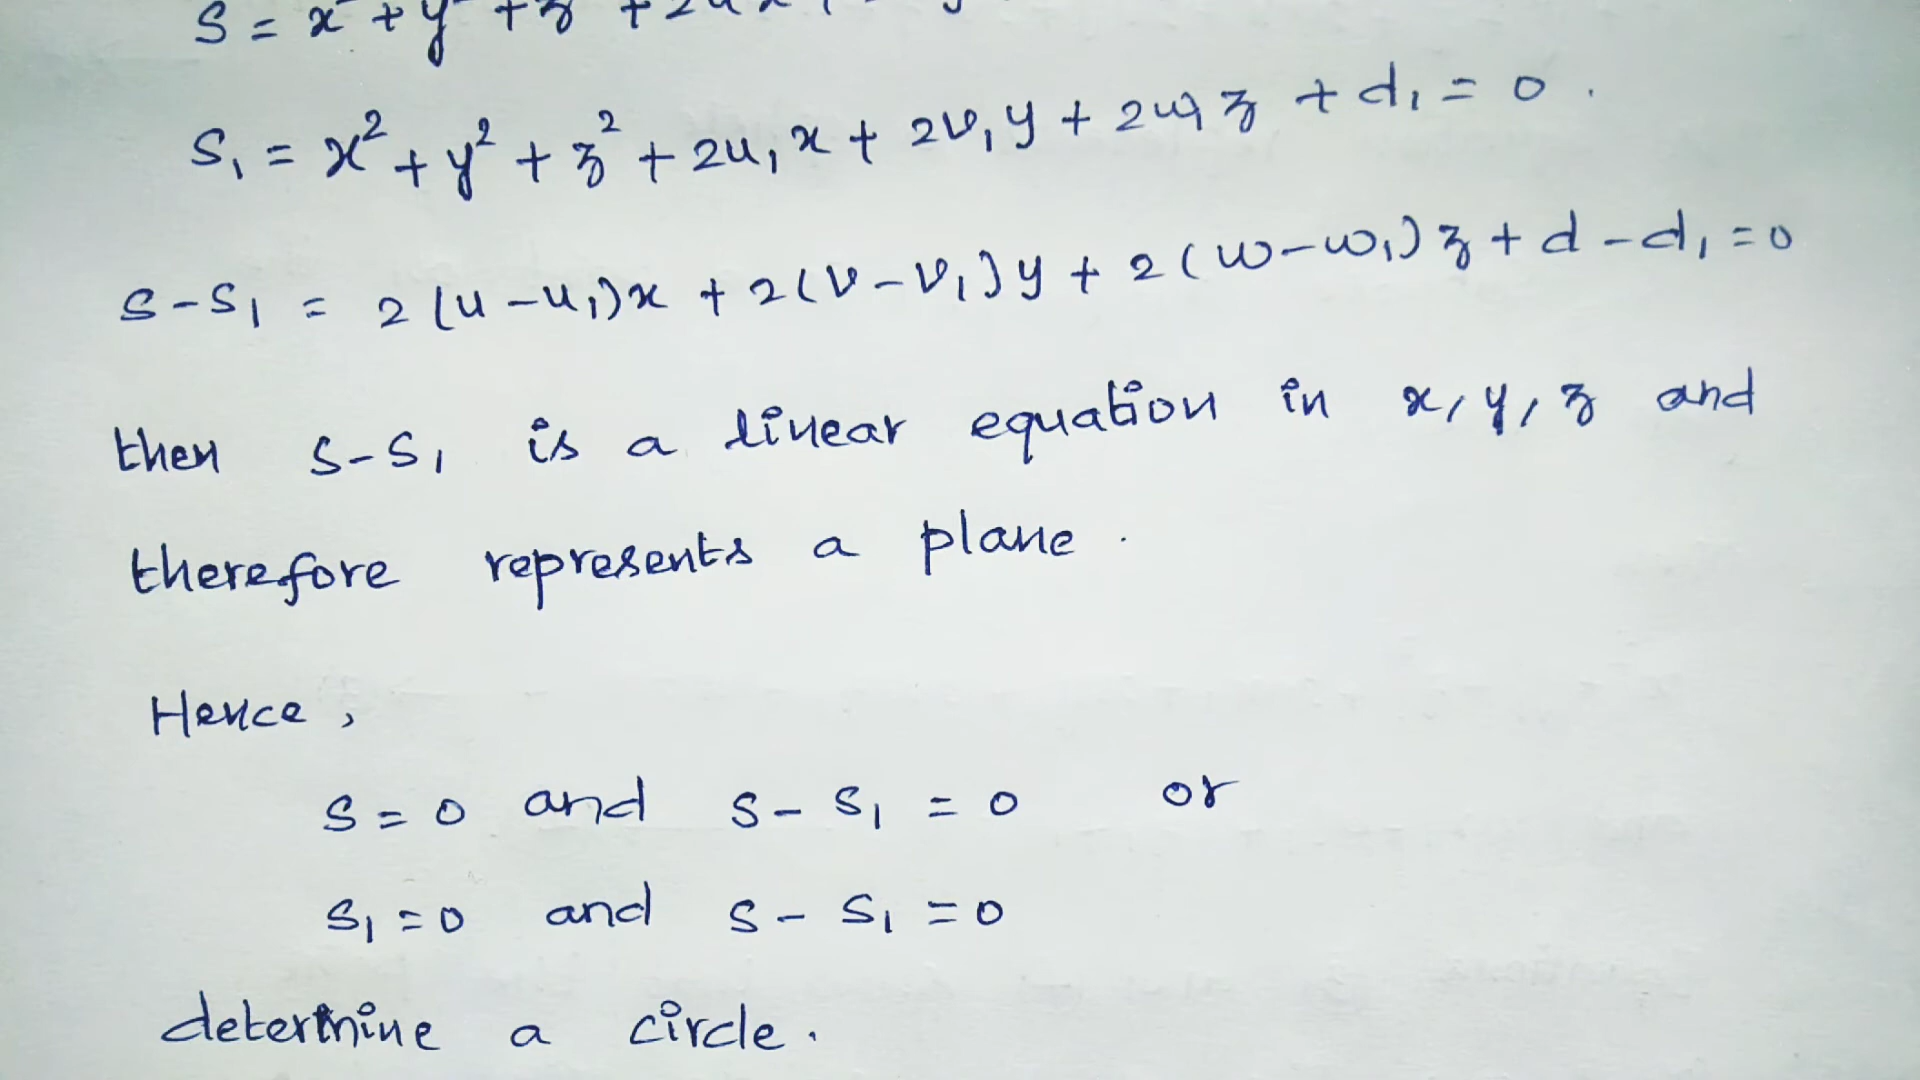 S = x² + y² + z² + 2u
S₁ = x² + y² + z² + 2u₁x + 2v₁y + 2w₁z + d₁ = 0 .
S-S₁ = 2(u-u₁)x + 2(v-v₁)y + 2(w-w₁)z + d-d₁ = 0
then S-S₁ is a linear equation in x, y, z and
therefore represents a plane .
Hence ,
S = 0 and S-S₁ = 0 or
S₁ = 0 and S-S₁ = 0
determine a circle .